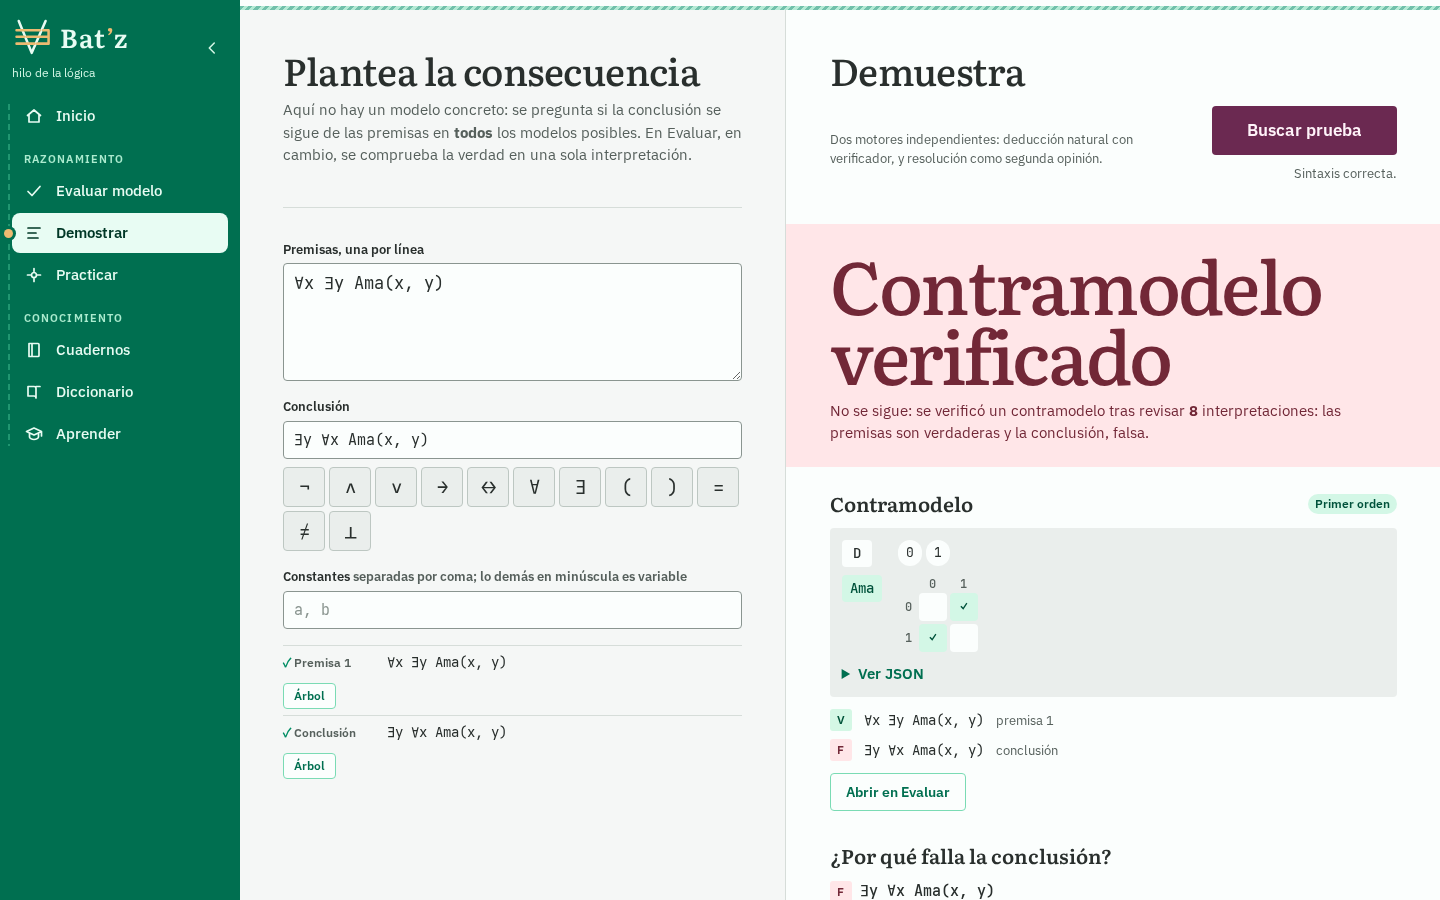 Bat'z
hilo de la lógica
Inicio
RAZONAMIENTO
Evaluar modelo
Demostrar
Practicar
CONOCIMIENTO
Cuadernos
Diccionario
Aprender
Plantea la consecuencia
Aquí no hay un modelo concreto: se pregunta si la conclusión se
sigue de las premisas en todos los modelos posibles. En Evaluar, en
cambio, se comprueba la verdad en una sola interpretación.
Premisas, una por línea
∀x ∃y Ama(x, y)
Conclusión
∃y ∀x Ama(x, y)
¬ ∧ ∨ → ↔ ∀ ∃ ( ) =
≠ ⊥
Constantes separadas por coma; lo demás en minúscula es variable
a, b
✓ Premisa 1 ∀x ∃y Ama(x, y)
Árbol
✓ Conclusión ∃y ∀x Ama(x, y)
Árbol
Demuestra
Dos motores independientes: deducción natural con
verificador, y resolución como segunda opinión.
Buscar prueba
Sintaxis correcta.
Contramodelo
verificado
No se sigue: se verificó un contramodelo tras revisar 8 interpretaciones: las
premisas son verdaderas y la conclusión, falsa.
Contramodelo
Primer orden
D 0 1
Ama
0 1
0 ✓
1 ✓
▶ Ver JSON
V ∀x ∃y Ama(x, y) premisa 1
F ∃y ∀x Ama(x, y) conclusión
Abrir en Evaluar
¿Por qué falla la conclusión?
F ∃y ∀x Ama(x, y)